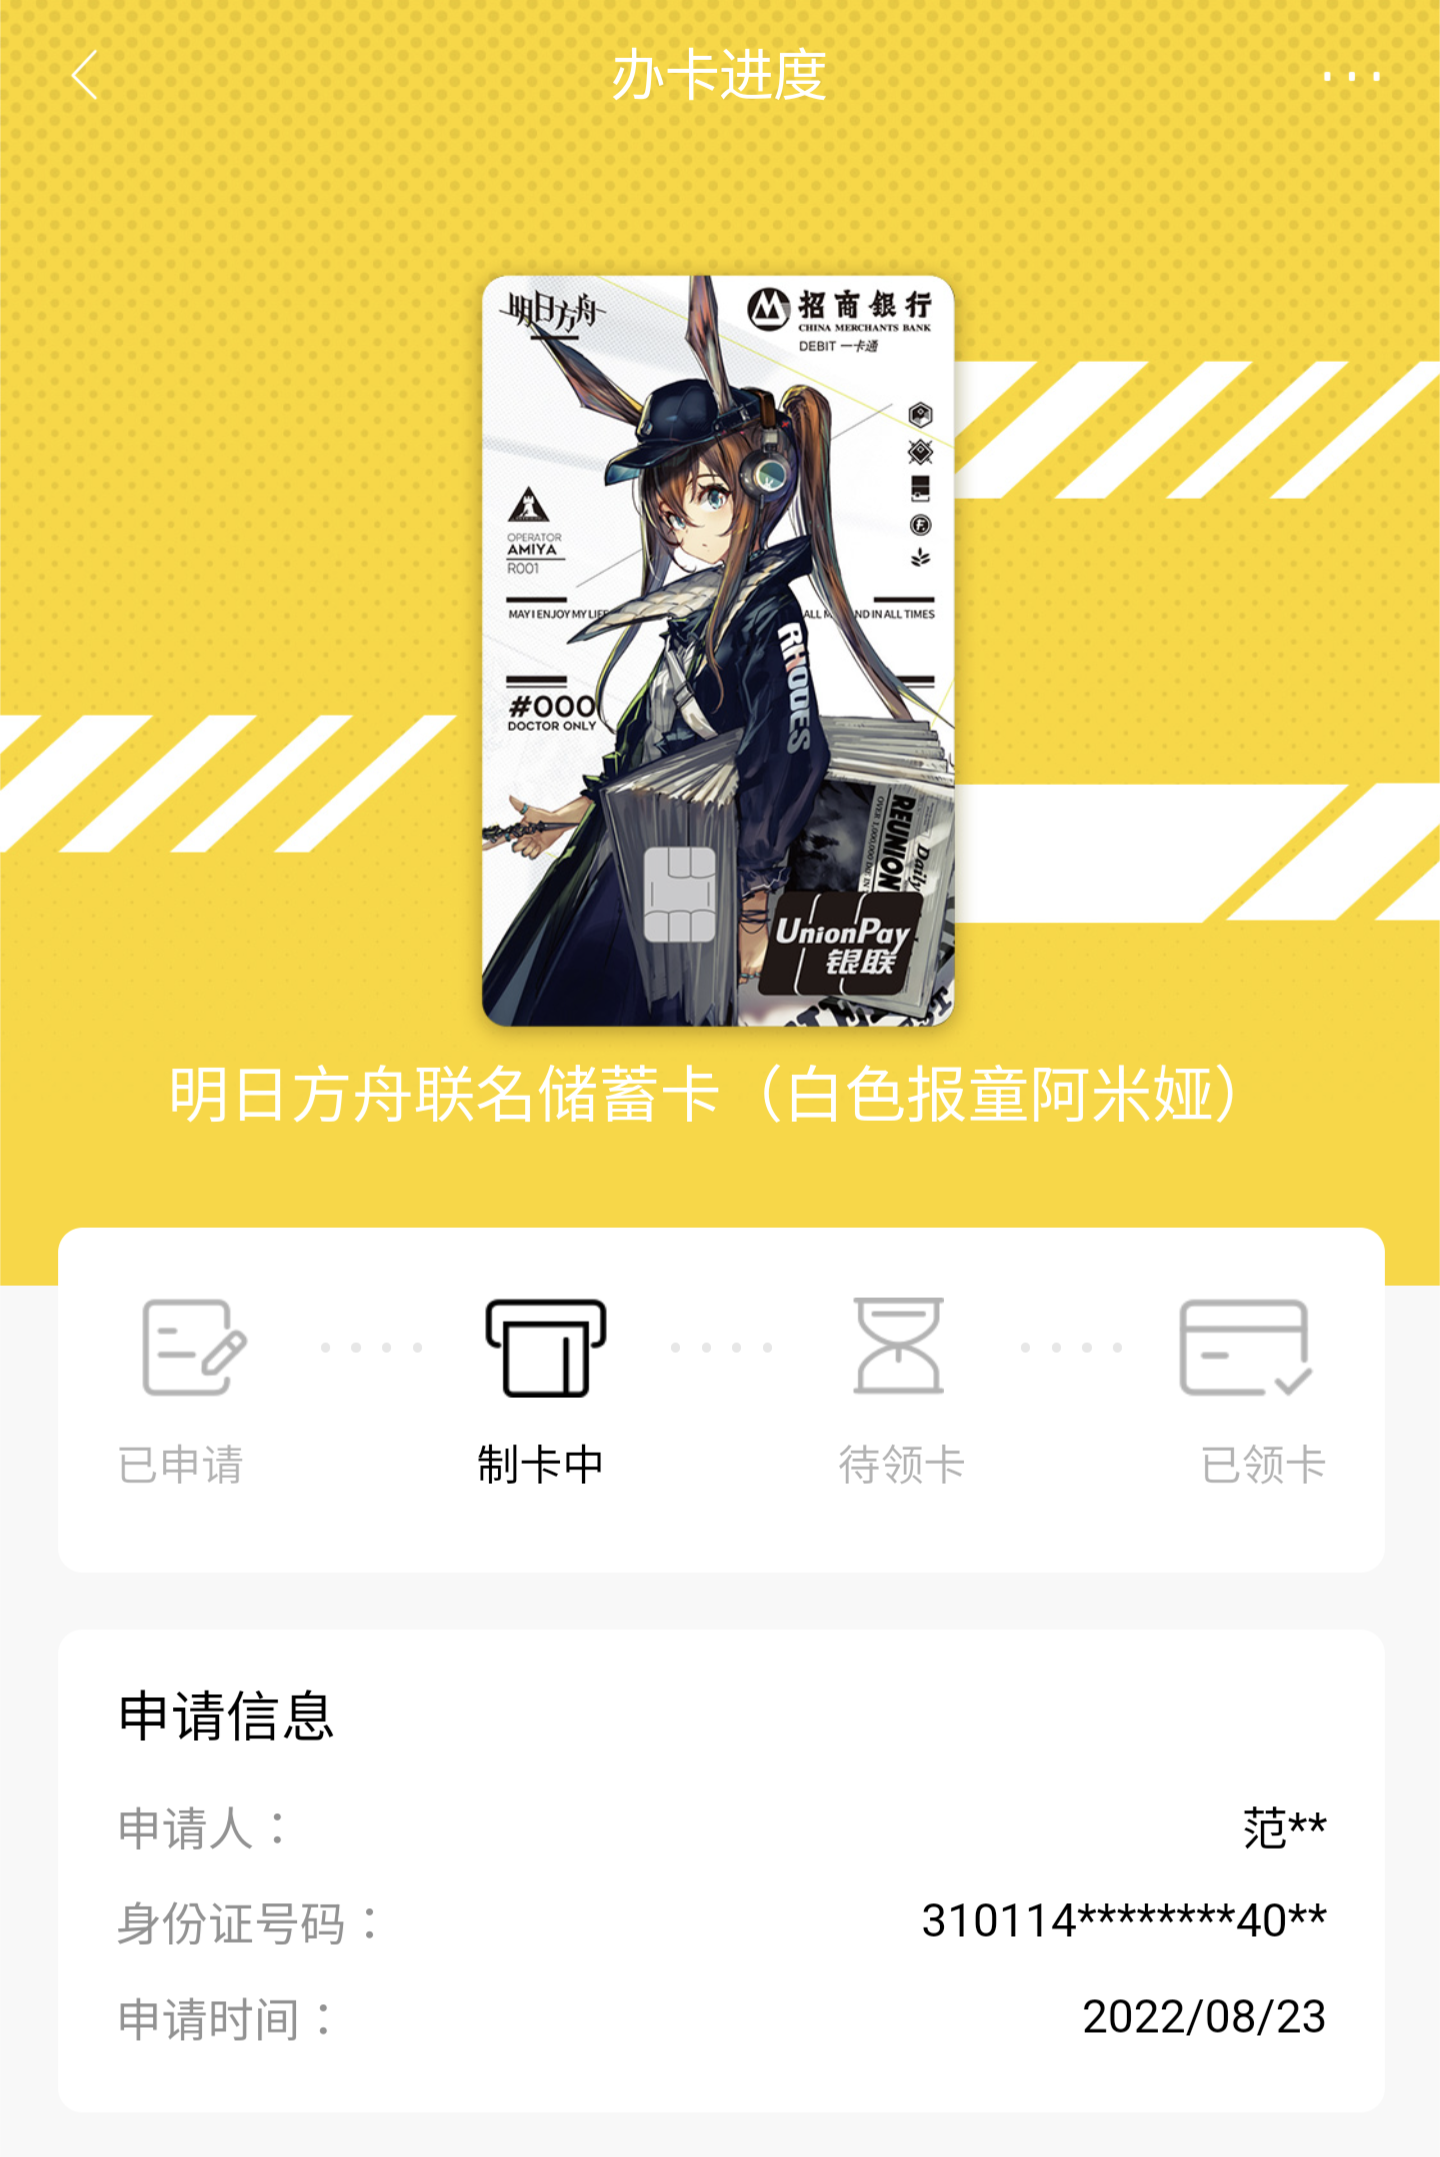 办卡进度
明日方舟
招商銀行
CHINA MERCHANTS BANK
DEBIT 一卡通
OPERATOR
AMIYA
R001
MAY I ENJOY MY LIFE
ALL M
ND IN ALL TIMES
#000
DOCTOR ONLY
RHODES
REUNION
Daily
UnionPay
银联
明日方舟联名储蓄卡（白色报童阿米娅）
已申请
制卡中
待领卡
已领卡
申请信息
申请人：
范**
身份证号码：
310114********40**
申请时间：
2022/08/23